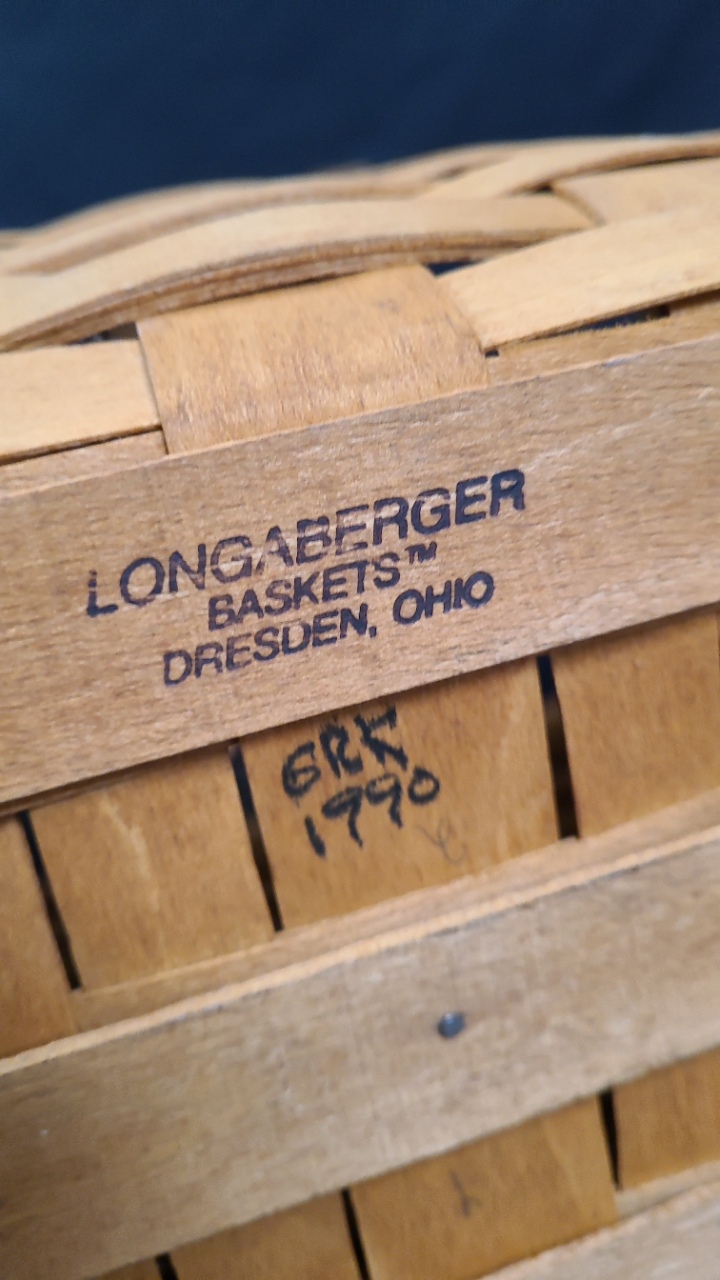 LONGABERGER
BASKETS™
DRESDEN, OHIO
GRK
1990